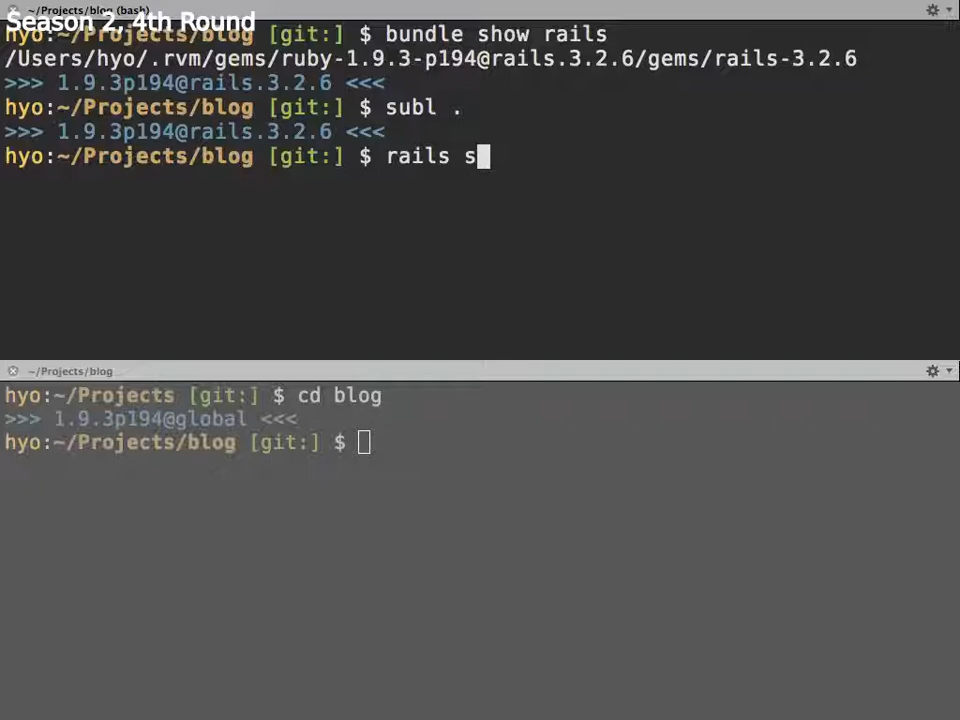 ~/Projects/blog (bash)
Season 2, 4th Round
hyo:~/Projects/blog [git:] $ bundle show rails
/Users/hyo/.rvm/gems/ruby-1.9.3-p194@rails.3.2.6/gems/rails-3.2.6
>>> 1.9.3p194@rails.3.2.6 <<<
hyo:~/Projects/blog [git:] $ subl .
>>> 1.9.3p194@rails.3.2.6 <<<
hyo:~/Projects/blog [git:] $ rails s
~/Projects/blog
hyo:~/Projects [git:] $ cd blog
>>> 1.9.3p194@global <<<
hyo:~/Projects/blog [git:] $